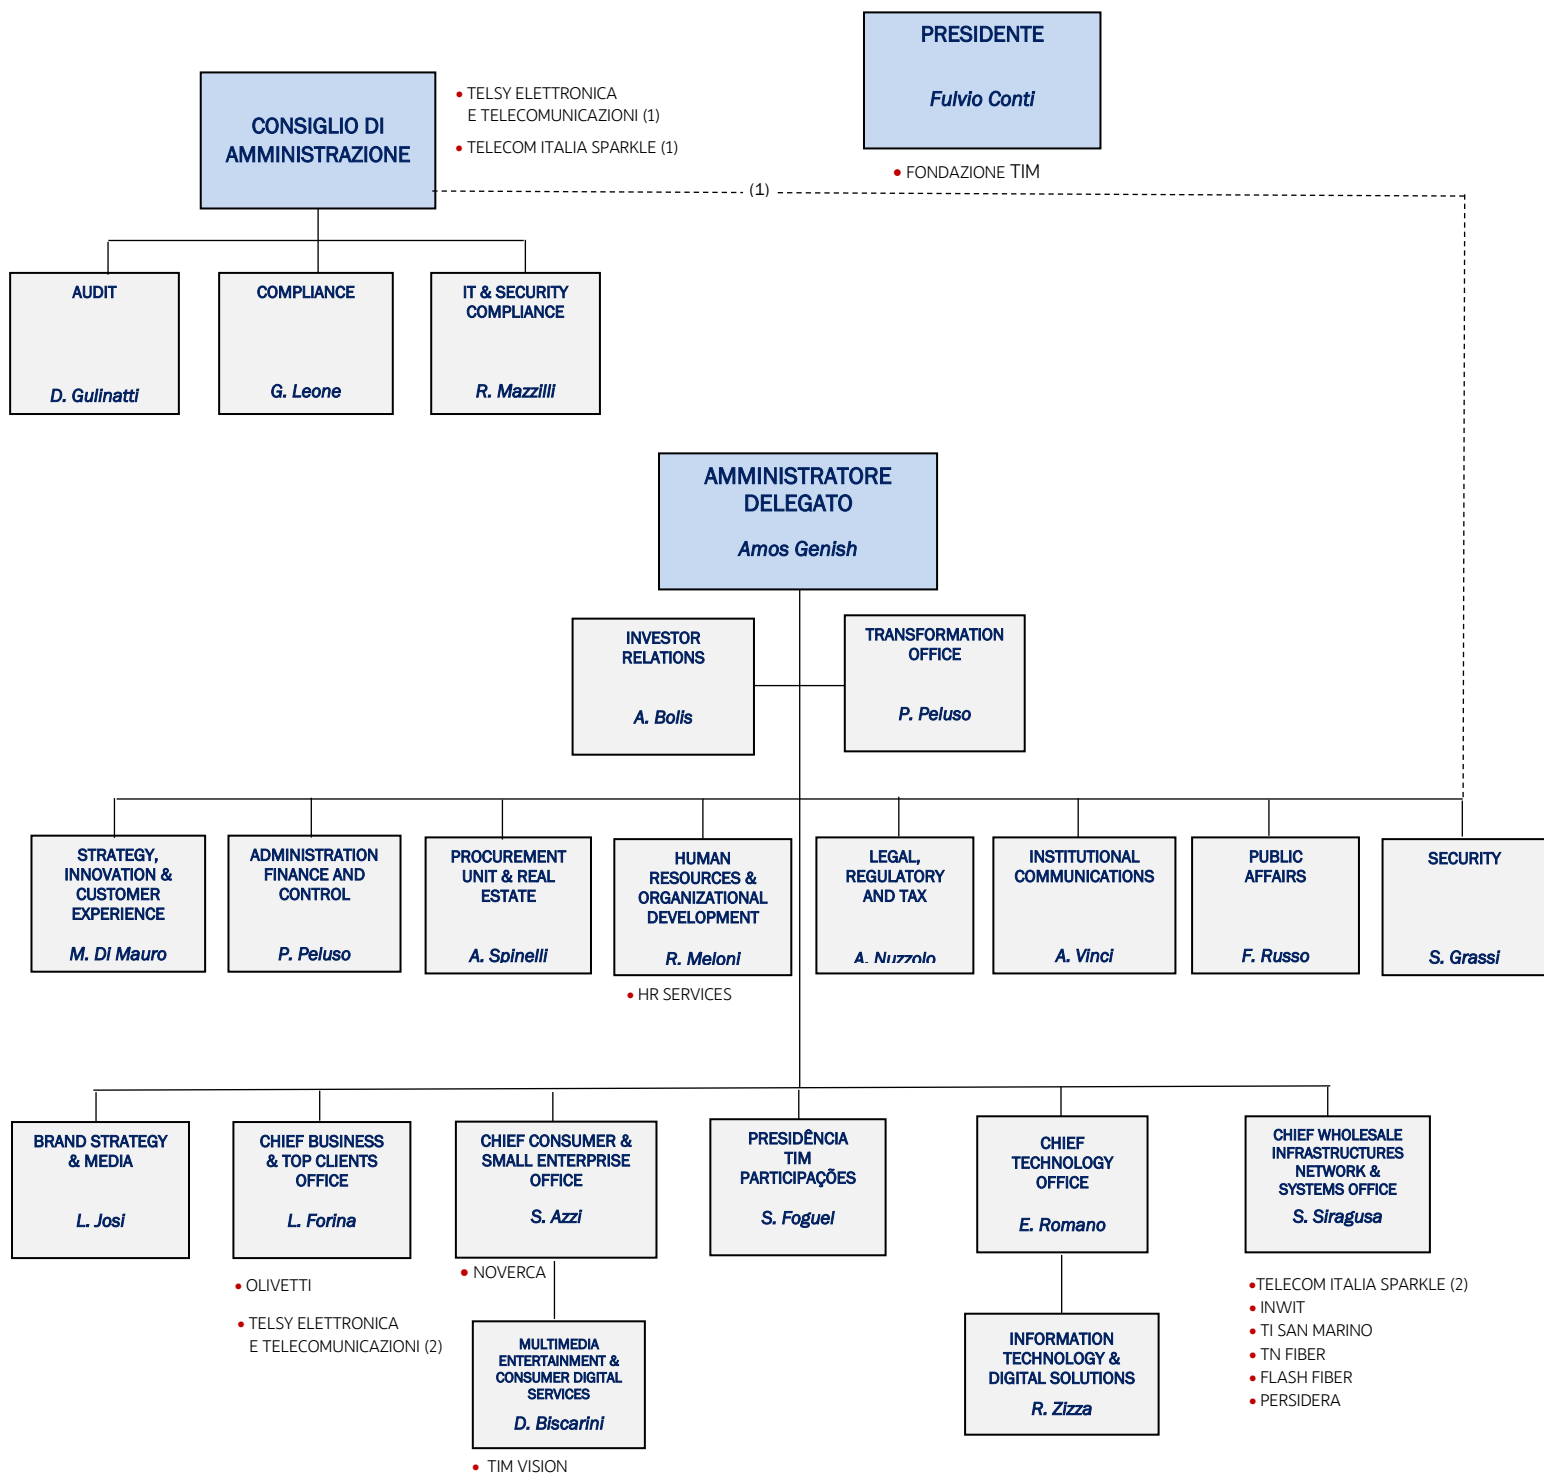 PRESIDENTE
Fulvio Conti
• FONDAZIONE TIM
CONSIGLIO DI
AMMINISTRAZIONE
• TELSY ELETTRONICA
E TELECOMUNICAZIONI (1)
• TELECOM ITALIA SPARKLE (1)
(1)
AUDIT
D. Gulinatti
COMPLIANCE
G. Leone
IT & SECURITY
COMPLIANCE
R. Mazzilli
AMMINISTRATORE
DELEGATO
Amos Genish
INVESTOR
RELATIONS
A. Bolis
TRANSFORMATION
OFFICE
P. Peluso
STRATEGY,
INNOVATION &
CUSTOMER
EXPERIENCE
M. Di Mauro
ADMINISTRATION
FINANCE AND
CONTROL
P. Peluso
PROCUREMENT
UNIT & REAL
ESTATE
A. Spinelli
HUMAN
RESOURCES &
ORGANIZATIONAL
DEVELOPMENT
R. Meloni
• HR SERVICES
LEGAL,
REGULATORY
AND TAX
A. Nuzzolo
INSTITUTIONAL
COMMUNICATIONS
A. Vinci
PUBLIC
AFFAIRS
F. Russo
SECURITY
S. Grassi
BRAND STRATEGY
& MEDIA
L. Josi
CHIEF BUSINESS
& TOP CLIENTS
OFFICE
L. Forina
• OLIVETTI
• TELSY ELETTRONICA
E TELECOMUNICAZIONI (2)
CHIEF CONSUMER &
SMALL ENTERPRISE
OFFICE
S. Azzi
• NOVERCA
MULTIMEDIA
ENTERTAINMENT &
CONSUMER DIGITAL
SERVICES
D. Biscarini
• TIM VISION
PRESIDÊNCIA
TIM
PARTICIPAÇÕES
S. Foguel
CHIEF
TECHNOLOGY
OFFICE
E. Romano
INFORMATION
TECHNOLOGY &
DIGITAL SOLUTIONS
R. Zizza
CHIEF WHOLESALE
INFRASTRUCTURES
NETWORK &
SYSTEMS OFFICE
S. Siragusa
•TELECOM ITALIA SPARKLE (2)
• INWIT
• TI SAN MARINO
• TN FIBER
• FLASH FIBER
• PERSIDERA